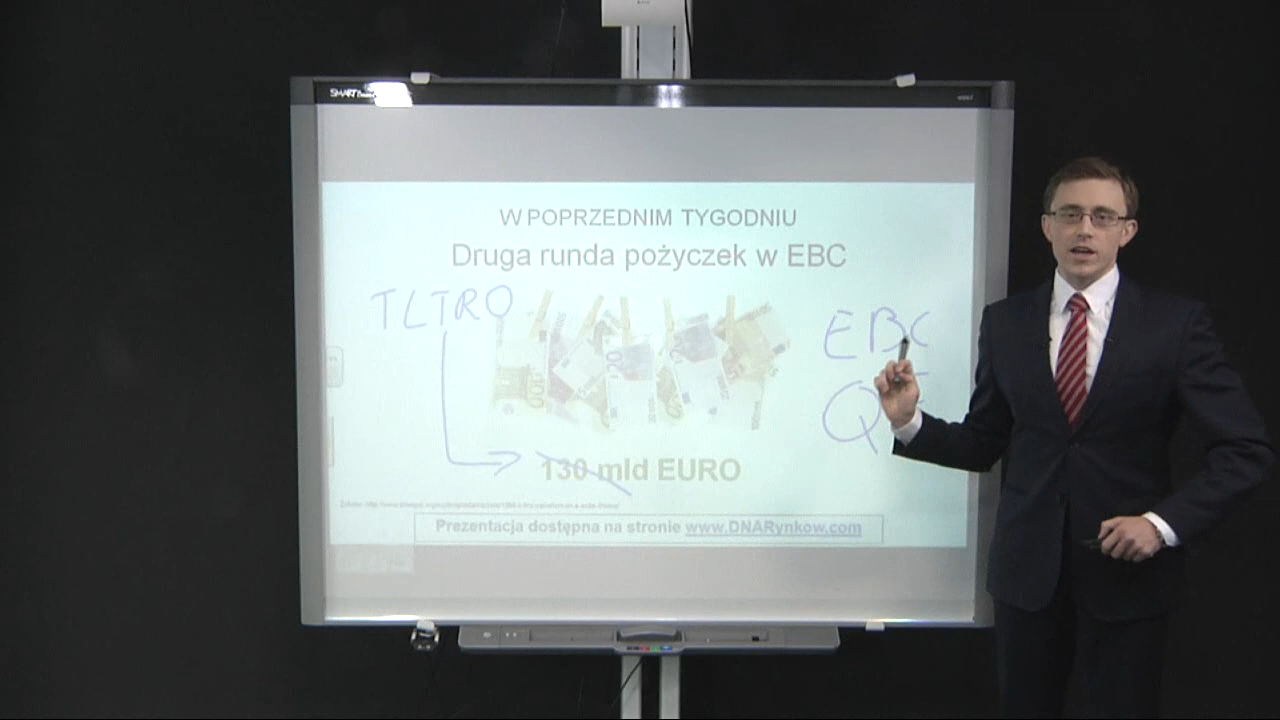 SMART
W POPRZEDNIM TYGODNIU
Druga runda pożyczek w EBC
TLTRO
EBC
130 mld EURO
Prezentacja dostępna na stronie www.DNARynkow.com